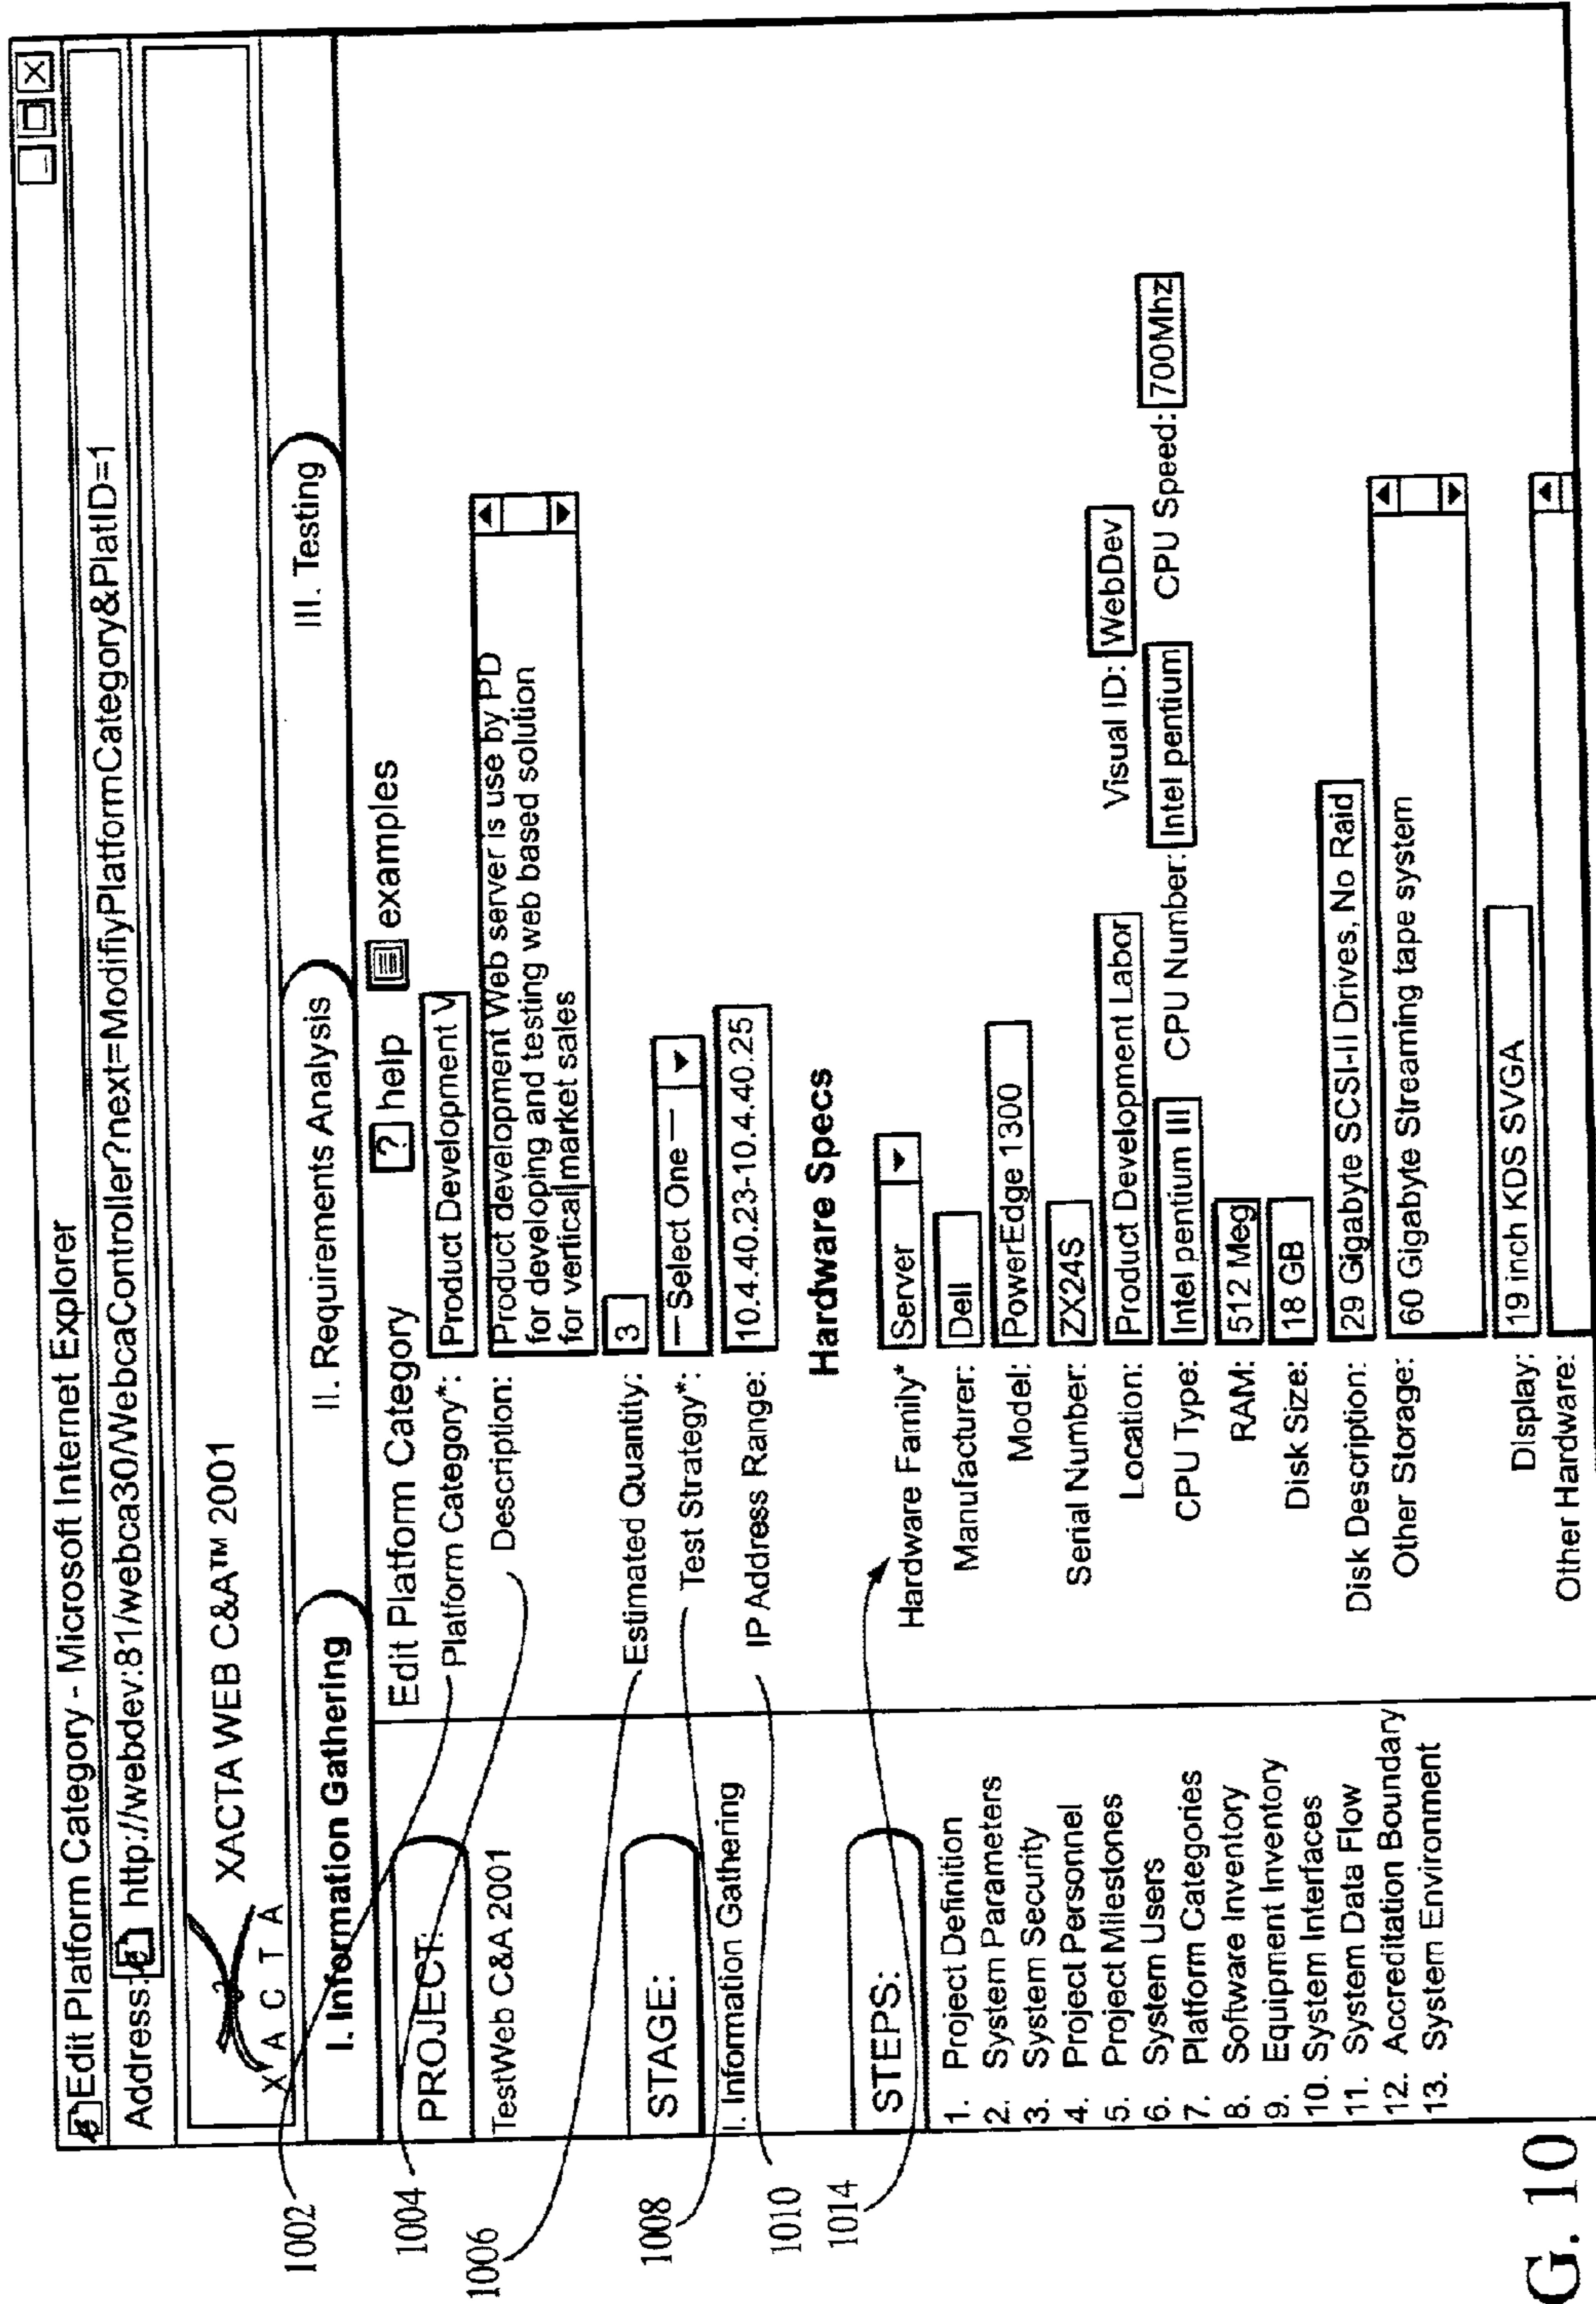 Edit Platform Category - Microsoft Internet Explorer
Address: http://webdev:81/webca30/WebcaController?next=ModifiyPlatformCategory&PlatID=1
XACTA
XACTA WEB C&A™ 2001
I. Information Gathering
II. Requirements Analysis
III. Testing
PROJECT:
TestWeb C&A 2001
STAGE:
I. Information Gathering
STEPS:
1. Project Definition
2. System Parameters
3. System Security
4. Project Personnel
5. Project Milestones
6. System Users
7. Platform Categories
8. Software Inventory
9. Equipment Inventory
10. System Interfaces
11. System Data Flow
12. Accreditation Boundary
13. System Environment
Edit Platform Category ? help examples
Platform Category*: Product Development V
Description: Product development Web server is use by PD
for developing and testing web based solution
for vertical market sales
Estimated Quantity: 3
Test Strategy*: —Select One—
IP Address Range: 10.4.40.23-10.4.40.25
Hardware Specs
Hardware Family* Server
Manufacturer: Dell
Model: PowerEdge 1300
Serial Number: ZX24S
Location: Product Development Labor Visual ID: WebDev
CPU Type: Intel pentium III CPU Number: Intel pentium CPU Speed: 700Mhz
RAM: 512 Meg
Disk Size: 18 GB
Disk Description: 29 Gigabyte SCSI-II Drives, No Raid
Other Storage: 60 Gigabyte Streaming tape system
Display: 19 inch KDS SVGA
Other Hardware:
1002
1004
1006
1008
1010
1014
G. 10